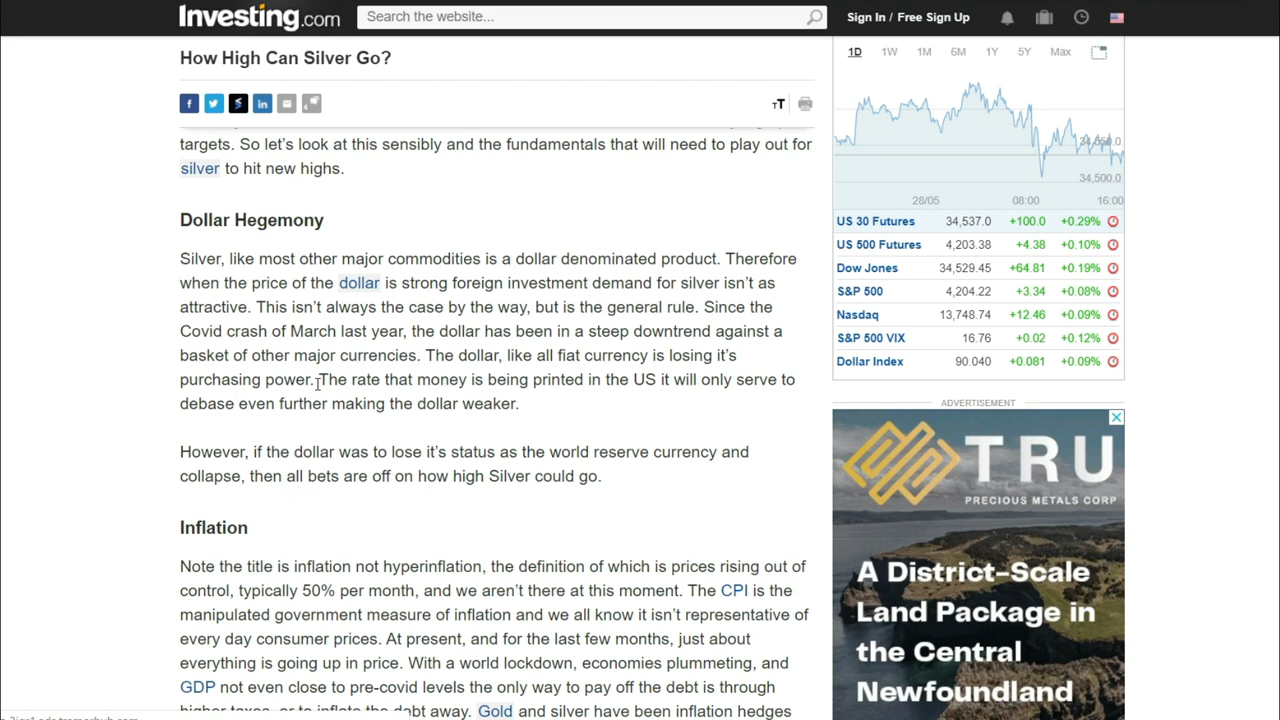 Investing.com
Search the website...
Sign In / Free Sign Up
How High Can Silver Go?
targets. So let's look at this sensibly and the fundamentals that will need to play out for
silver to hit new highs.
Dollar Hegemony
Silver, like most other major commodities is a dollar denominated product. Therefore
when the price of the dollar is strong foreign investment demand for silver isn't as
attractive. This isn't always the case by the way, but is the general rule. Since the
Covid crash of March last year, the dollar has been in a steep downtrend against a
basket of other major currencies. The dollar, like all fiat currency is losing it's
purchasing power. The rate that money is being printed in the US it will only serve to
debase even further making the dollar weaker.
However, if the dollar was to lose it's status as the world reserve currency and
collapse, then all bets are off on how high Silver could go.
Inflation
Note the title is inflation not hyperinflation, the definition of which is prices rising out of
control, typically 50% per month, and we aren't there at this moment. The CPI is the
manipulated government measure of inflation and we all know it isn't representative of
every day consumer prices. At present, and for the last few months, just about
everything is going up in price. With a world lockdown, economies plummeting, and
GDP not even close to pre-covid levels the only way to pay off the debt is through
higher taxes, or to inflate the debt away. Gold and silver have been inflation hedges
1D 1W 1M 6M 1Y 5Y Max
34,500.0
28/05 08:00 16:00
US 30 Futures 34,537.0 +100.0 +0.29%
US 500 Futures 4,203.38 +4.38 +0.10%
Dow Jones 34,529.45 +64.81 +0.19%
S&P 500 4,204.22 +3.34 +0.08%
Nasdaq 13,748.74 +12.46 +0.09%
S&P 500 VIX 16.76 +0.02 +0.12%
Dollar Index 90.040 +0.081 +0.09%
ADVERTISEMENT
TRU
PRECIOUS METALS CORP
A District-Scale
Land Package in
the Central
Newfoundland